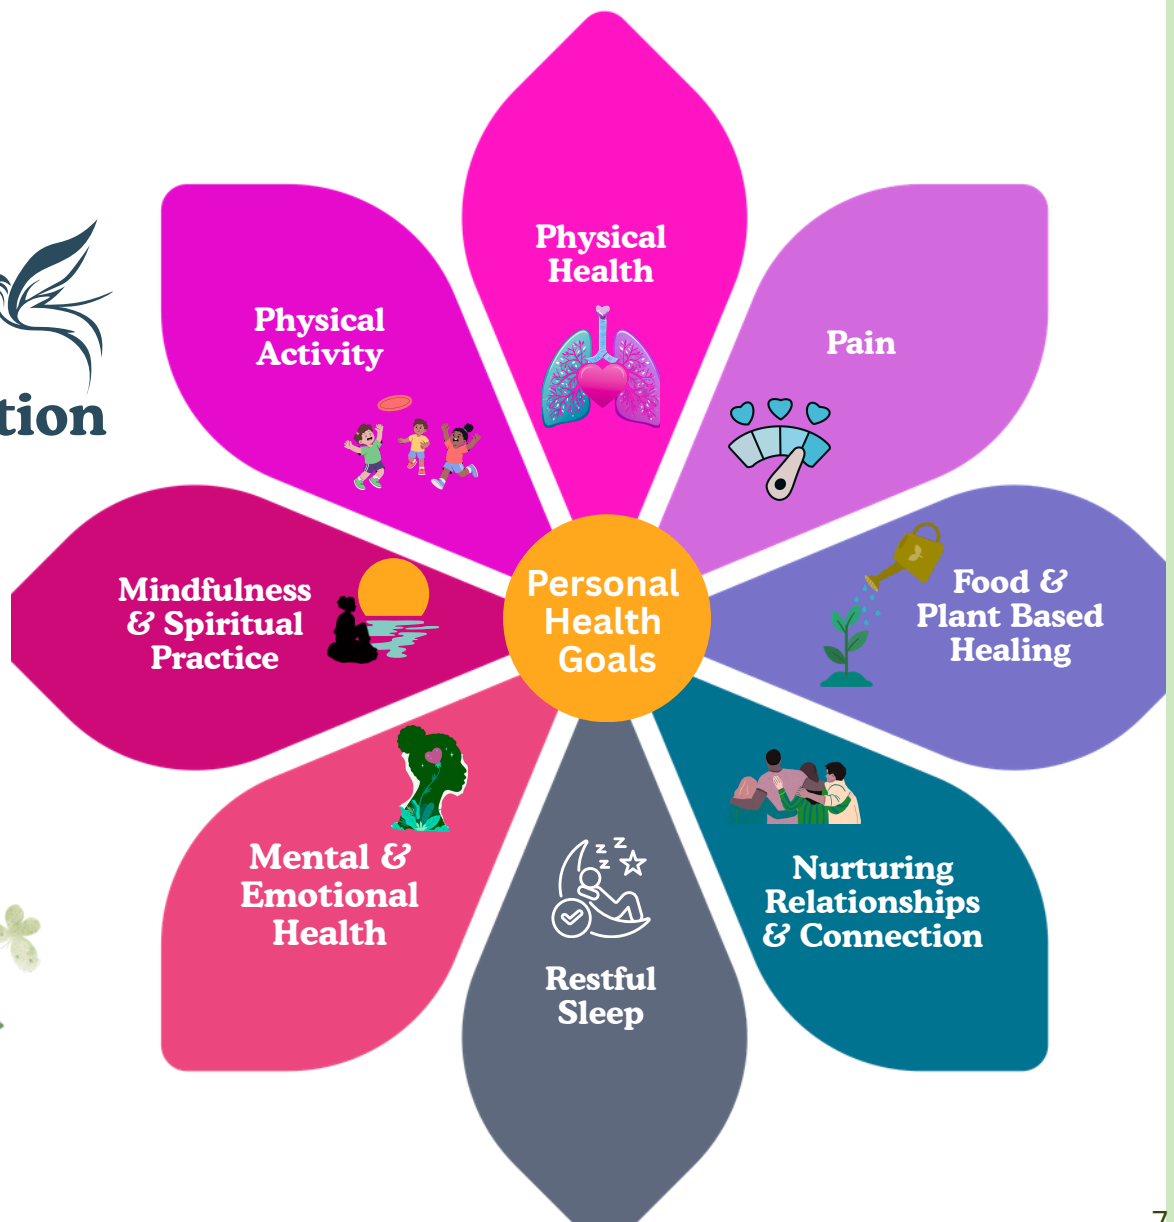 Physical
Health
Physical
Activity
Pain
tion
Mindfulness
& Spiritual
Practice
Personal
Health
Goals
Food &
Plant Based
Healing
Mental &
Emotional
Health
z z
z
Nurturing
Relationships
& Connection
Restful
Sleep
7